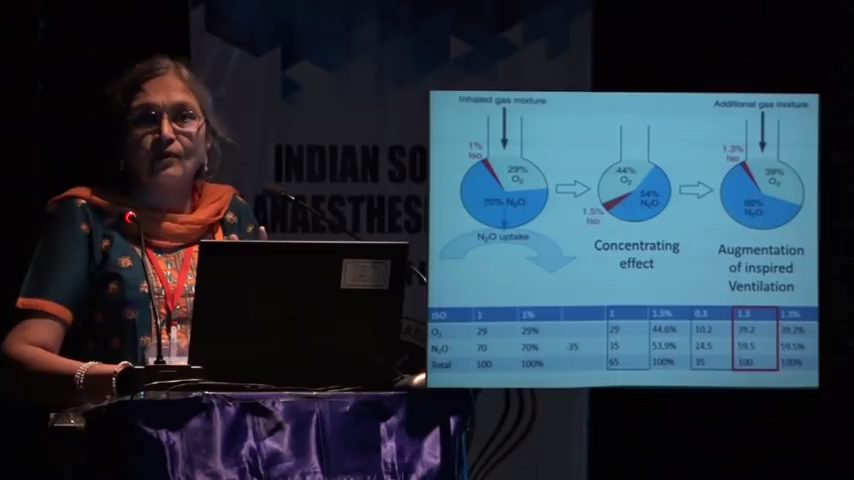 INDIAN SO
ANAESTHES
Inhaled gas mixture
Additional gas mixture
1%
Iso
29%
O₂
70% N₂O
N₂O uptake
44%
O₂
54%
N₂O
1.5%
Iso
1.3%
Iso
39%
O₂
60%
N₂O
Concentrating
effect
Augmentation
of inspired
Ventilation
ISO 1 1% 1 1.5% 0.3 1.3 1.3%
O₂ 29 29% 29 44.6% 10.2 39.2 39.2%
N₂O 70 70% -35 35 53.9% 24.5 59.5 59.5%
Total 100 100% 65 100% 35 100 100%